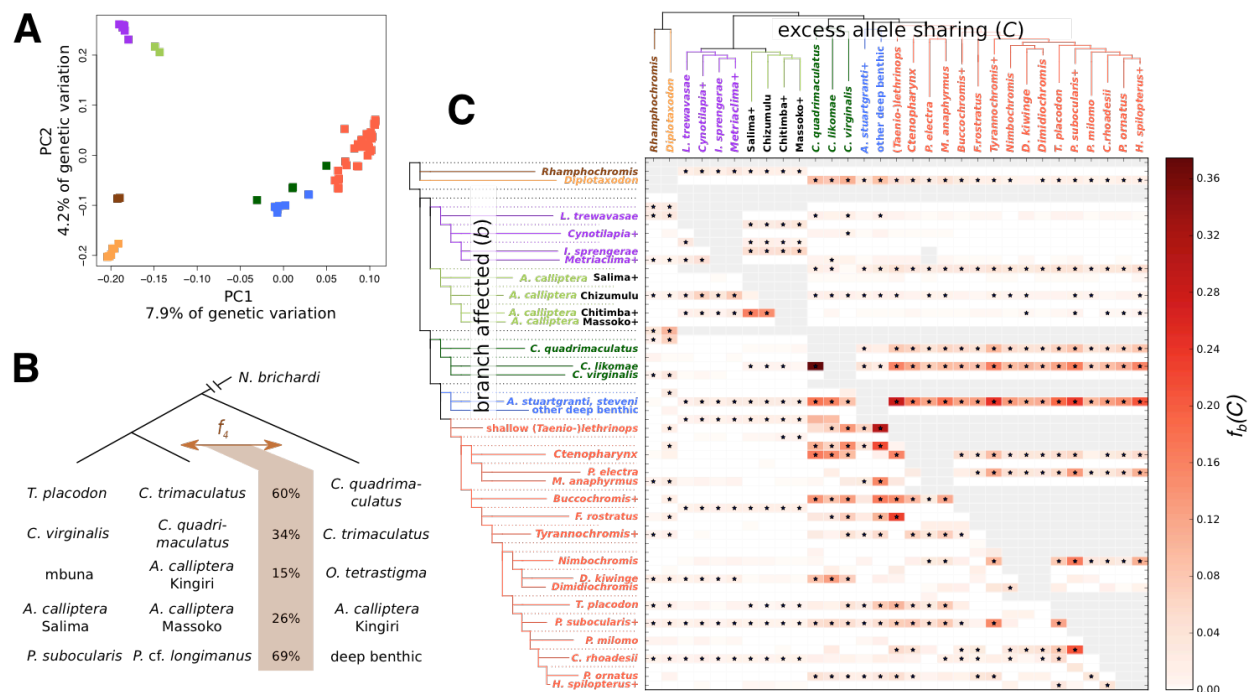 A
PC2
4.2% of genetic variation
0.2
0.1
0.0
−0.1
−0.2
−0.20
−0.15
−0.10
−0.05
0.00
0.05
0.10
PC1
7.9% of genetic variation
B
N. brichardi
f4
T. placodon C. trimaculatus 60% C. quadrima-
culatus
C. virginalis C. quadri-
maculatus 34% C. trimaculatus
mbuna A. calliptera
Kingiri 15% O. tetrastigma
A. calliptera
Salima A. calliptera
Massoko 26% A. calliptera
Kingiri
P. subocularis P. cf. longimanus 69% deep benthic
C
excess allele sharing (C)
Rhamphochromis
Diplotaxodon
L. trewavasae
Cynotilapia+
I. sprengerae
Metriaclima+
Salima+
Chizumulu
Chitimba+
Massoko+
C. quadrimaculatus
C. likomae
C. virginalis
A. stuartgranti+
other deep benthic
(Taenio-)lethrinops
Ctenopharynx
P. electra
M. anaphyrmus
Buccochromis+
F.rostratus
Tyrannochromis+
Nimbochromis
D. kiwinge
Dimidiochromis
T. placodon
P. subocularis+
P. milomo
C.rhoadesii
P. ornatus
H. spilopterus+
branch affected (b)
Rhamphochromis
Diplotaxodon
L. trewavasae
Cynotilapia+
I. sprengerae
Metriaclima+
A. calliptera Salima+
A. calliptera Chizumulu
A. calliptera Chitimba+
A. calliptera Massoko+
C. quadrimaculatus
C. likomae
C. virginalis
A. stuartgranti, steveni
other deep benthic
shallow (Taenio-)lethrinops
Ctenopharynx
P. electra
M. anaphyrmus
Buccochromis+
F. rostratus
Tyrannochromis+
Nimbochromis
D. kiwinge
Dimidiochromis
T. placodon
P. subocularis+
P. milomo
C. rhoadesii
P. ornatus
H. spilopterus+
0.36
0.32
0.28
0.24
0.20
0.16
0.12
0.08
0.04
0.00
fb(C)